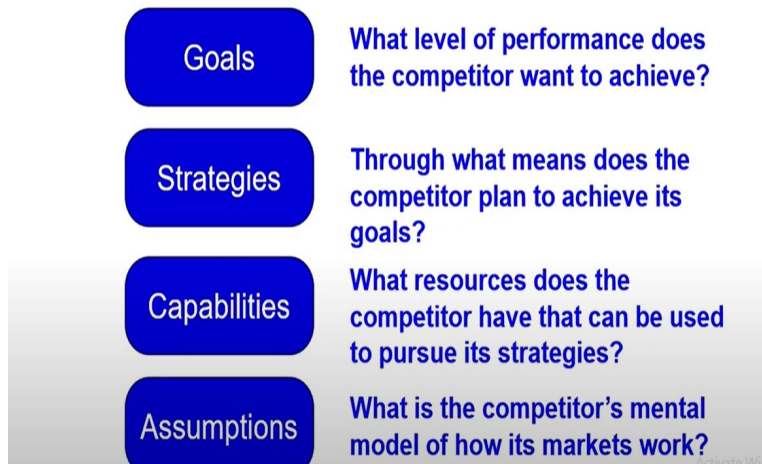 Goals
What level of performance does
the competitor want to achieve?
Strategies
Through what means does the
competitor plan to achieve its
goals?
Capabilities
What resources does the
competitor have that can be used
to pursue its strategies?
Assumptions
What is the competitor’s mental
model of how its markets work?
Activate Wi